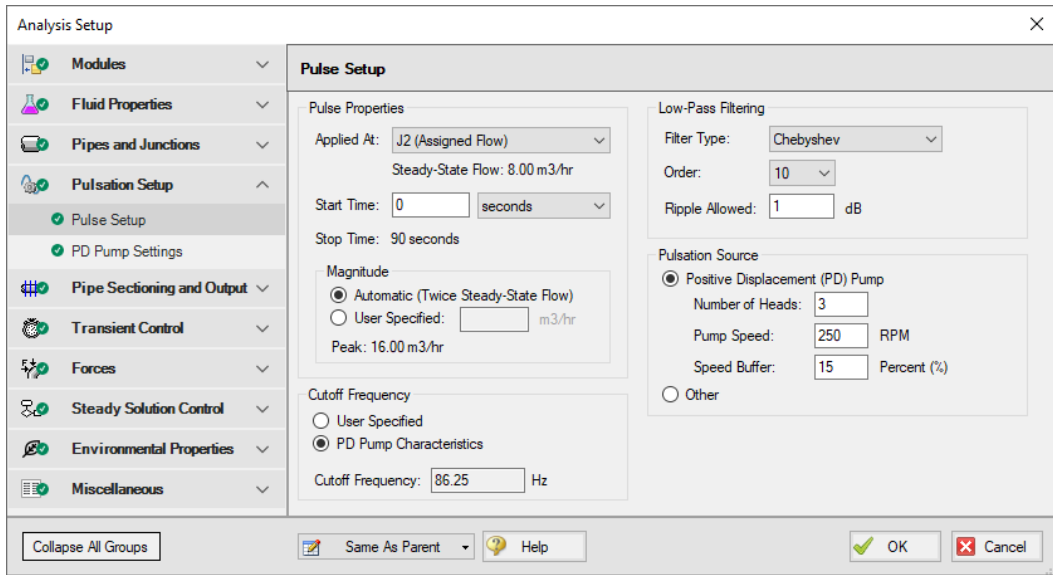 Analysis Setup
Modules
Fluid Properties
Pipes and Junctions
Pulsation Setup
Pulse Setup
PD Pump Settings
Pipe Sectioning and Output
Transient Control
Forces
Steady Solution Control
Environmental Properties
Miscellaneous
Collapse All Groups
Pulse Setup
Pulse Properties
Applied At: J2 (Assigned Flow)
Steady-State Flow: 8.00 m3/hr
Start Time: 0 seconds
Stop Time: 90 seconds
Magnitude
Automatic (Twice Steady-State Flow)
User Specified: m3/hr
Peak: 16.00 m3/hr
Cutoff Frequency
User Specified
PD Pump Characteristics
Cutoff Frequency: 86.25 Hz
Low-Pass Filtering
Filter Type: Chebyshev
Order: 10
Ripple Allowed: 1 dB
Pulsation Source
Positive Displacement (PD) Pump
Number of Heads: 3
Pump Speed: 250 RPM
Speed Buffer: 15 Percent (%)
Other
Same As Parent
Help
OK
Cancel